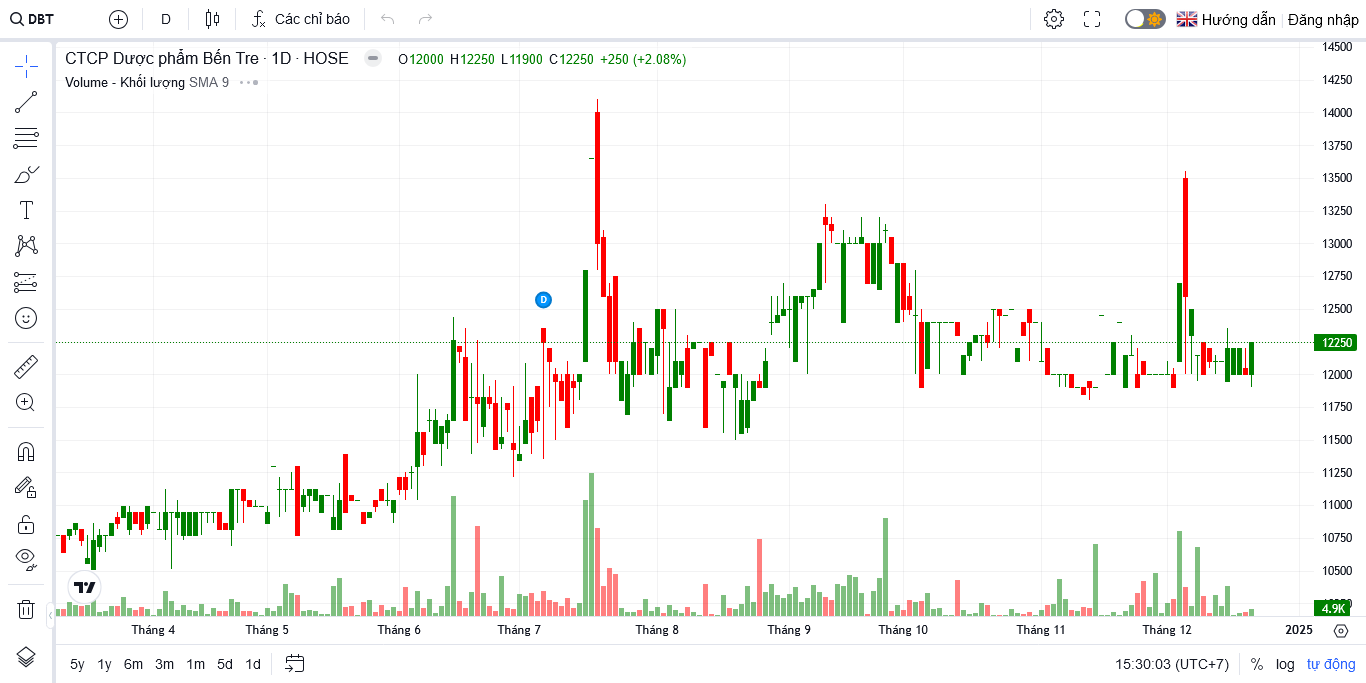 DBT D Các chỉ báo Hướng dẫn Đăng nhập
CTCP Dược phẩm Bến Tre · 1D · HOSE O12000 H12250 L11900 C12250 +250 (+2.08%)
Volume - Khối lượng SMA 9
14500
14250
14000
13750
13500
13250
13000
12750
12500
12250
12000
11750
11500
11250
11000
10750
10500
4.9K
D
Tháng 4 Tháng 5 Tháng 6 Tháng 7 Tháng 8 Tháng 9 Tháng 10 Tháng 11 Tháng 12 2025
5y 1y 6m 3m 1m 5d 1d 15:30:03 (UTC+7) % log tự động